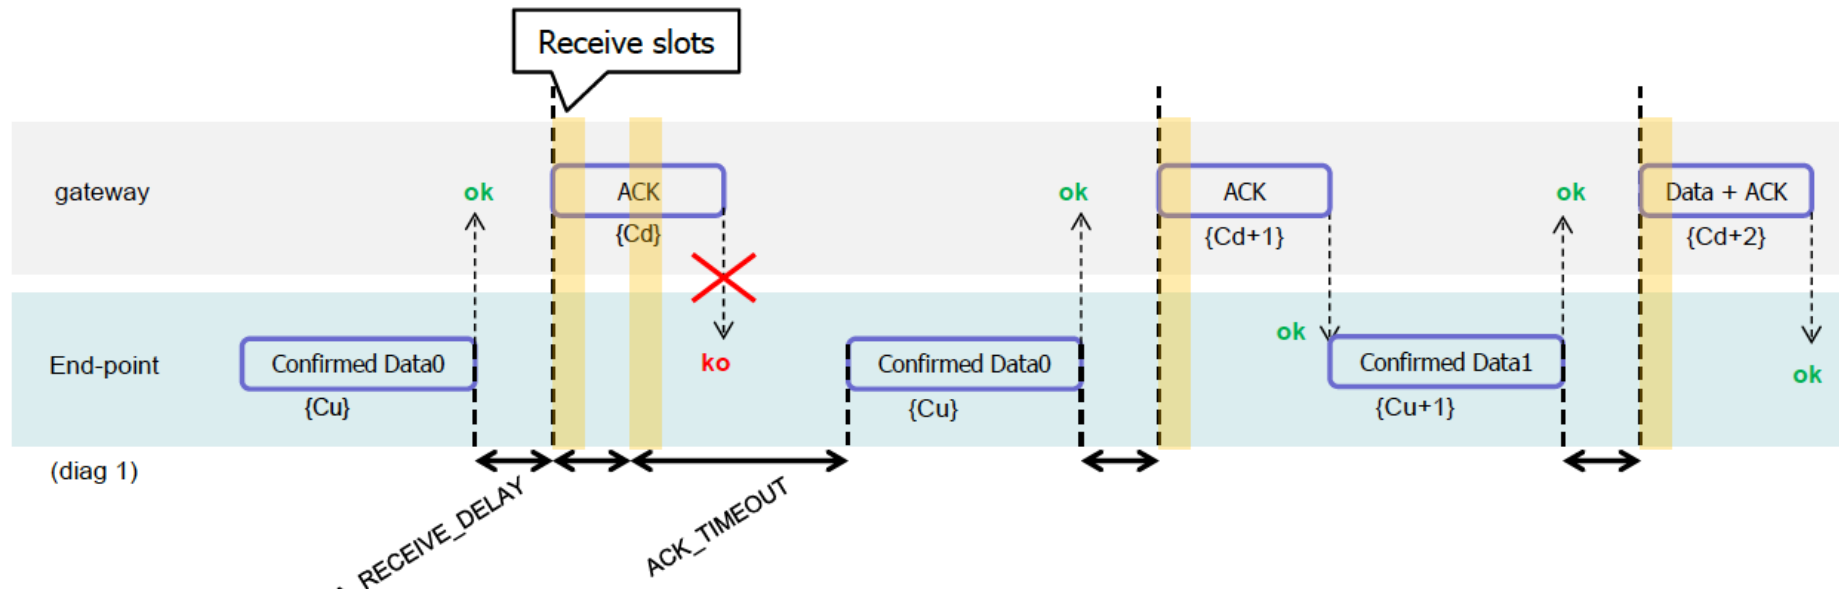 Receive slots
gateway
ok
ACK
{Cd}
ok
ACK
{Cd+1}
ok
Data + ACK
{Cd+2}
End-point
Confirmed Data0
{Cu}
ko
Confirmed Data0
{Cu}
ok
Confirmed Data1
{Cu+1}
ok
(diag 1)
RECEIVE_DELAY
ACK_TIMEOUT